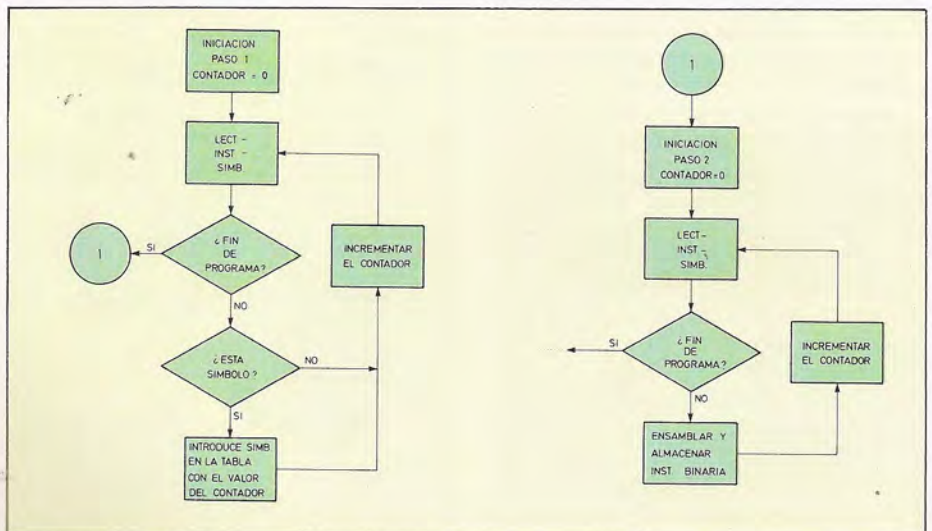 INICIACION
PASO 1
CONTADOR = 0
LECT -
INST -
SIMB.
¿ FIN
DE
PROGRAMA?
SI
1
NO
¿ESTA
SIMBOLO?
NO
SI
INTRODUCE SIMB
EN LA TABLA
CON EL VALOR
DEL CONTADOR
INCREMENTAR
EL CONTADOR
1
INICIACION
PASO 2
CONTADOR=0
LECT-
INST -
SIMB.
¿ FIN
DE
PROGRAMA?
SI
NO
ENSAMBLAR Y
ALMACENAR
INST. BINARIA
INCREMENTAR
EL CONTADOR